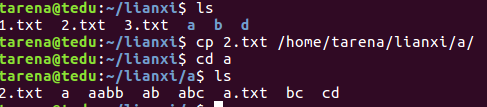 tarena@tedu:~/lianxi$ ls
1.txt  2.txt  3.txt  a  b  d
tarena@tedu:~/lianxi$ cp 2.txt /home/tarena/lianxi/a/
tarena@tedu:~/lianxi$ cd a
tarena@tedu:~/lianxi/a$ ls
2.txt  a  aabb  ab  abc  a.txt  bc  cd